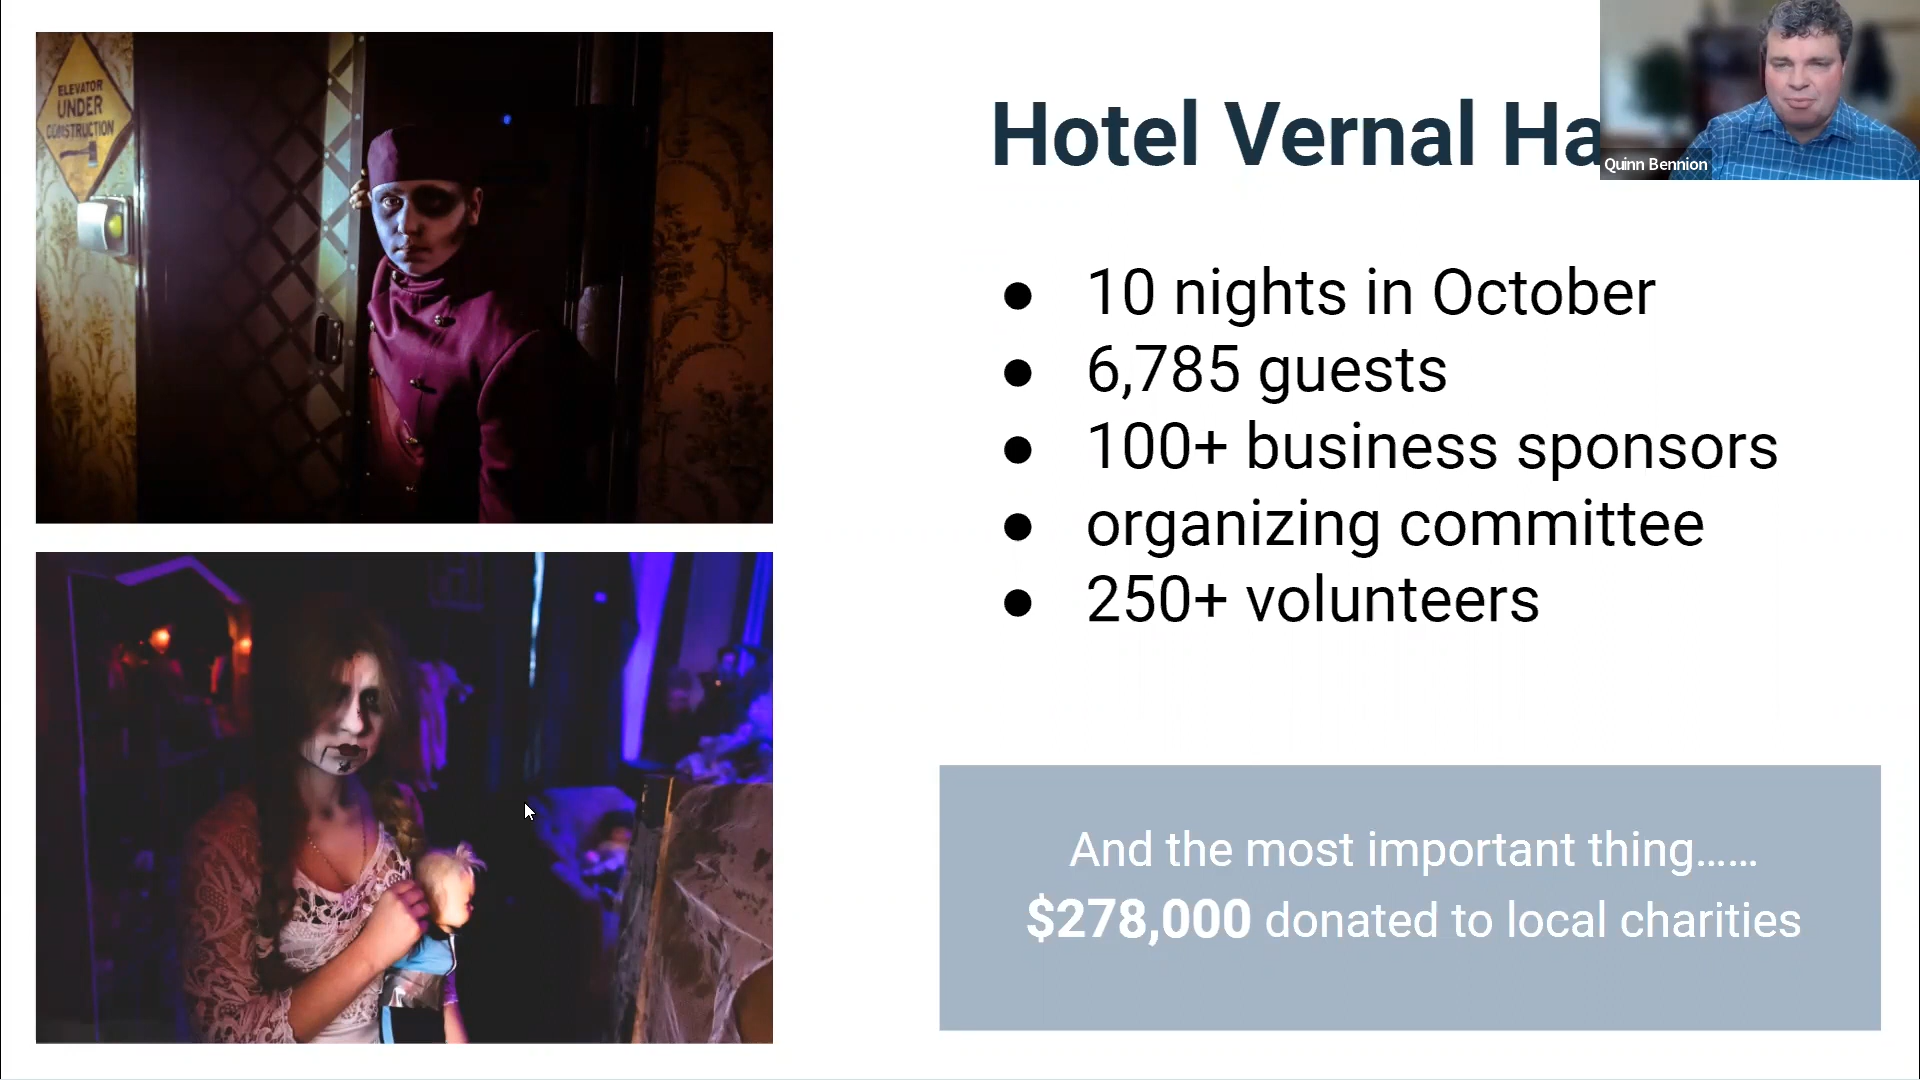 ELEVATOR
UNDER
CONSTRUCTION
Hotel Vernal Ha
Quinn Bennion
● 10 nights in October
● 6,785 guests
● 100+ business sponsors
● organizing committee
● 250+ volunteers
And the most important thing......
$278,000 donated to local charities